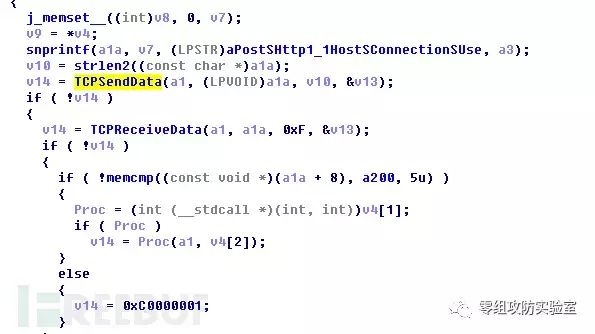 {
j_memset__((int)v8, 0, v7);
v9 = *v4;
snprintf(a1a, v7, (LPSTR)aPostSHttp1_1HostSConnectionSUse, a3);
v10 = strlen2((const char *)a1a);
v14 = TCPSendData(a1, (LPVOID)a1a, v10, &v13);
if ( !v14 )
{
v14 = TCPReceiveData(a1, a1a, 0xF, &v13);
if ( !v14 )
{
if ( !memcmp((const void *)(a1a + 8), a200, 5u) )
{
Proc = (int (__stdcall *)(int, int))v4[1];
if ( Proc )
v14 = Proc(a1, v4[2]);
}
else
{
v14 = 0xC0000001;
}
FREEBUF
零组攻防实验室